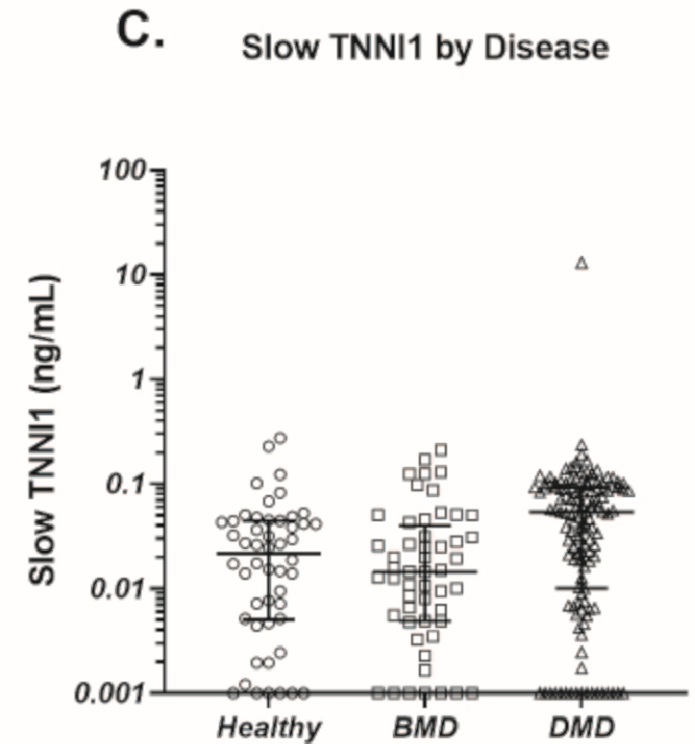 C.
Slow TNNI1 by Disease
Slow TNNI1 (ng/mL)
100
10
1
0.1
0.01
0.001
Healthy BMD DMD